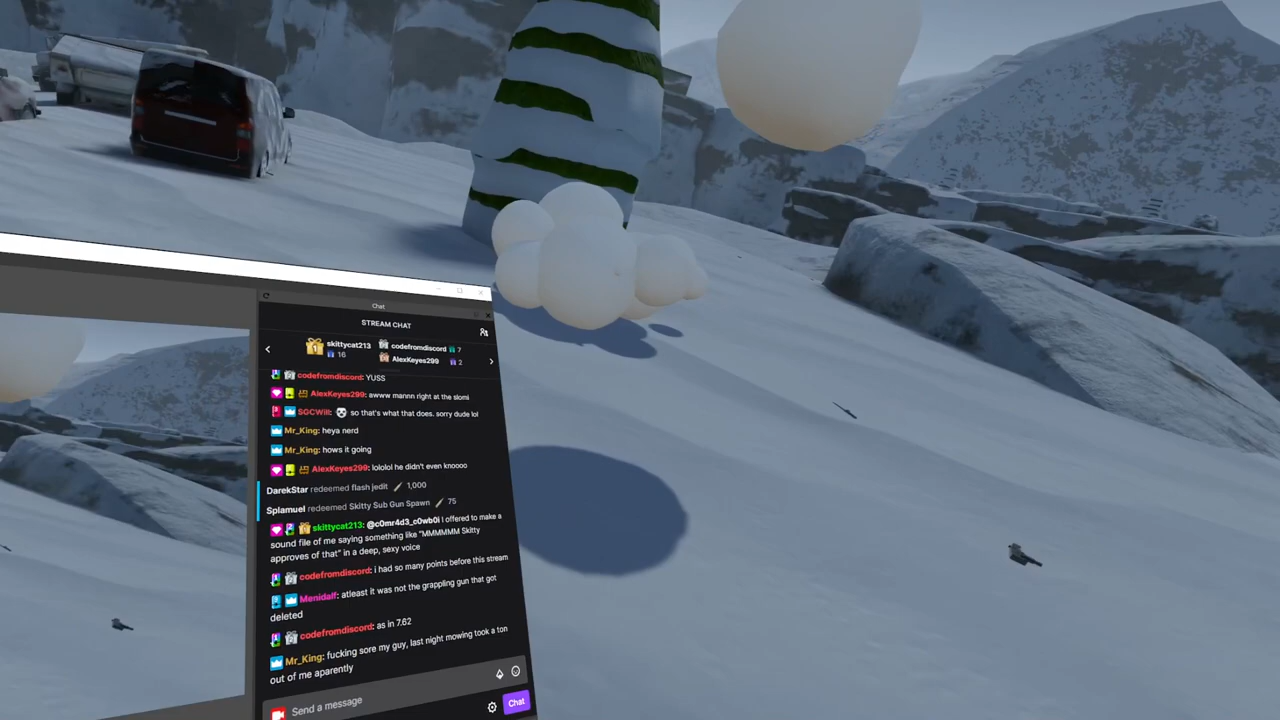 Chat
STREAM CHAT
skittycat213
16
codefromdiscord 7
AlexKeyes299 2
codefromdiscord: YUSS
AlexKeyes299: awww mannn right at the slomi
SGCWill: so that's what that does. sorry dude lol
Mr_King: heya nerd
Mr_King: hows it going
AlexKeyes299: lololol he didn't even knoooo
DarekStar redeemed flash jedit 1,000
Splamuel redeemed Skitty Sub Gun Spawn 75
skittycat213: @c0mr4d3_c0wb0i I offered to make a
sound file of me saying something like "MMMMMM Skitty
approves of that" in a deep, sexy voice
codefromdiscord: i had so many points before this stream
Menidalf: atleast it was not the grappling gun that got
deleted
codefromdiscord: as in 7.62
Mr_King: fucking sore my guy, last night mowing took a ton
out of me aparently
Send a message
Chat